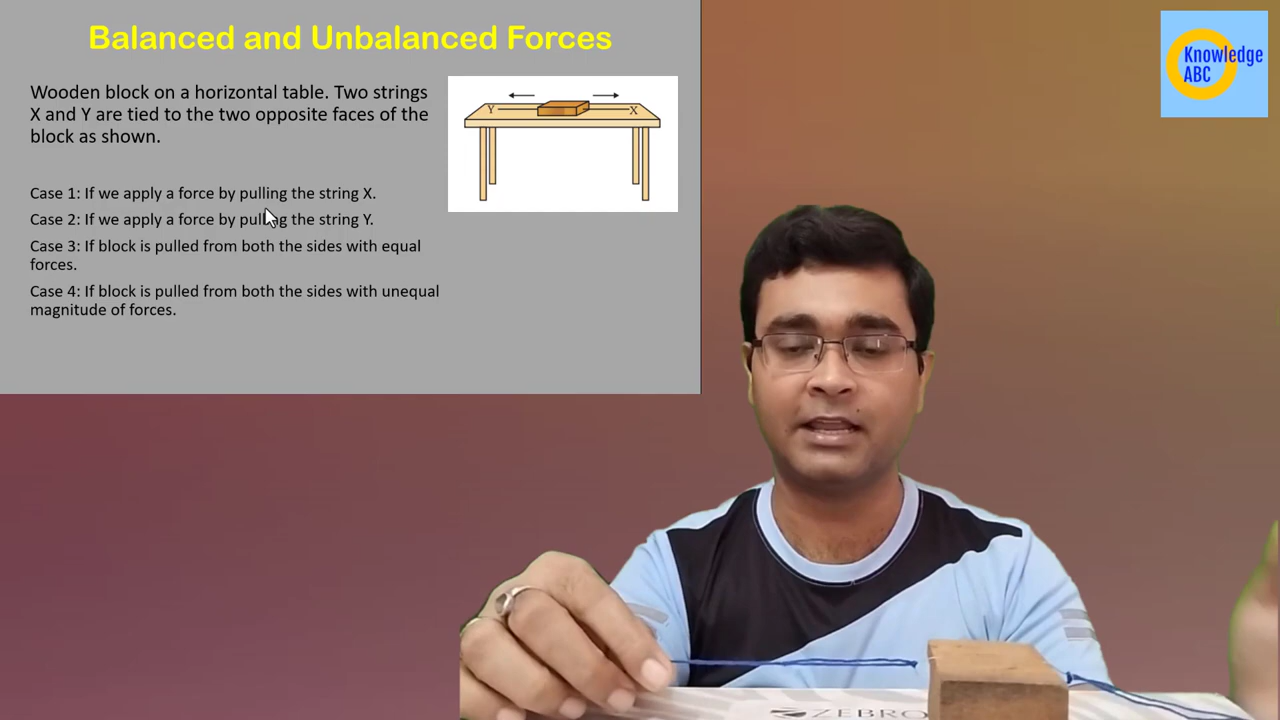 Balanced and Unbalanced Forces
Knowledge
ABC
Wooden block on a horizontal table. Two strings
X and Y are tied to the two opposite faces of the
block as shown.
Y
X
Case 1: If we apply a force by pulling the string X.
Case 2: If we apply a force by pulling the string Y.
Case 3: If block is pulled from both the sides with equal
forces.
Case 4: If block is pulled from both the sides with unequal
magnitude of forces.
ZEBRO